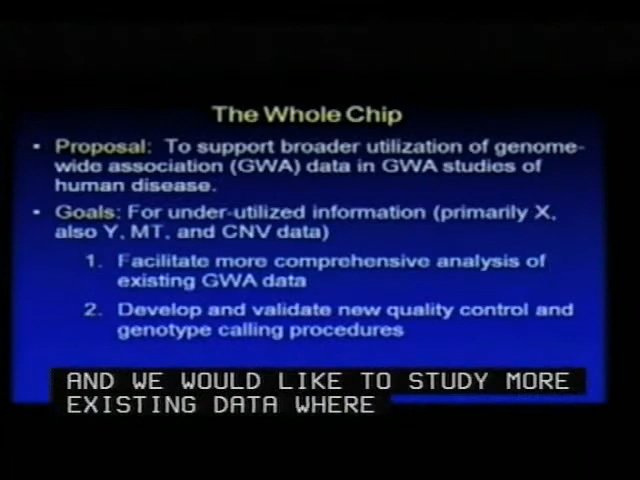 The Whole Chip
• Proposal: To support broader utilization of genome-
wide association (GWA) data in GWA studies of
human disease.
• Goals: For under-utilized information (primarily X,
also Y, MT, and CNV data)
1. Facilitate more comprehensive analysis of
existing GWA data
2. Develop and validate new quality control and
genotype calling procedures
AND WE WOULD LIKE TO STUDY MORE
EXISTING DATA WHERE